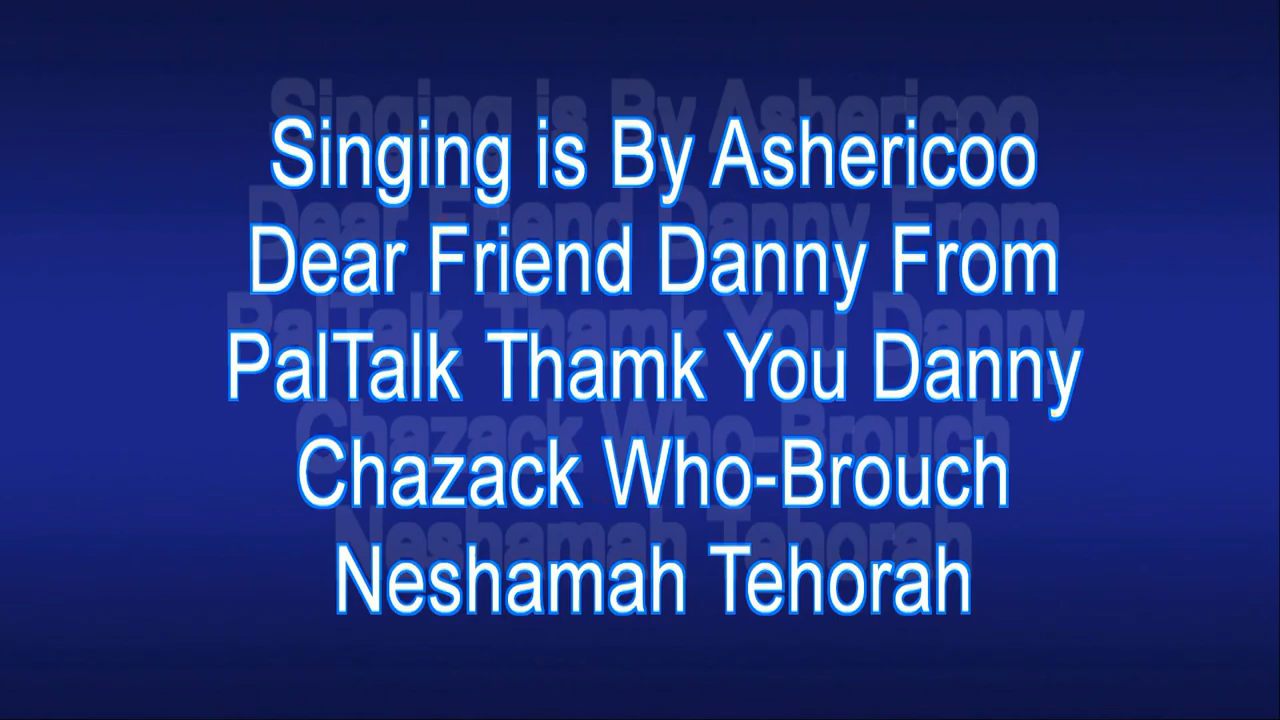 Singing is By Ashericoo
Dear Friend Danny From
PalTalk Thamk You Danny
Chazack Who-Brouch
Neshamah Tehorah